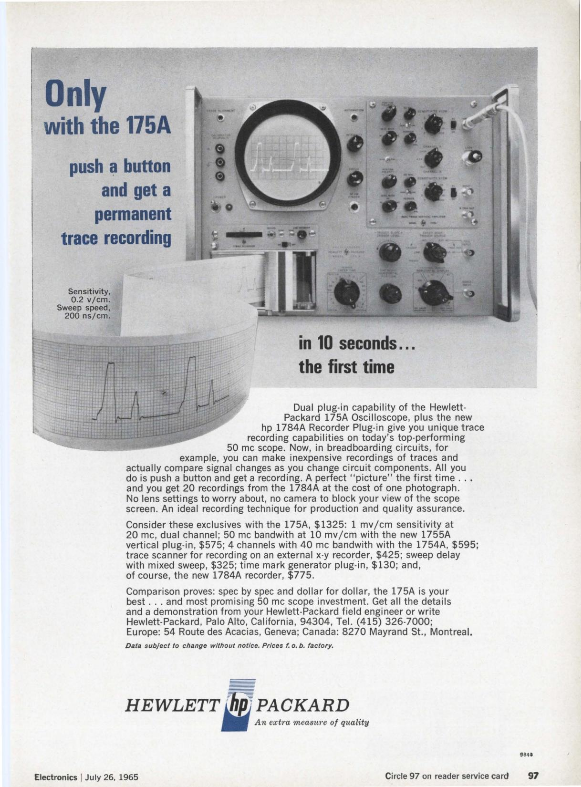 Only
with the 175A
push a button
and get a
permanent
trace recording
Sensitivity,
0.2 v/cm.
Sweep speed,
200 ns/cm.
in 10 seconds...
the first time
Dual plug-in capability of the Hewlett-
Packard 175A Oscilloscope, plus the new
hp 1784A Recorder Plug-in give you unique trace
recording capabilities on today's top-performing
50 mc scope. Now, in breadboarding circuits, for
example, you can make inexpensive recordings of traces and
actually compare signal changes as you change circuit components. All you
do is push a button and get a recording. A perfect "picture" the first time . . .
and you get 20 recordings from the 1784A at the cost of one photograph.
No lens settings to worry about, no camera to block your view of the scope
screen. An ideal recording technique for production and quality assurance.
Consider these exclusives with the 175A, $1325: 1 mv/cm sensitivity at
20 mc, dual channel; 50 mc bandwith at 10 mv/cm with the new 1755A
vertical plug-in, $575; 4 channels with 40 mc bandwith with the 1754A, $595;
trace scanner for recording on an external x-y recorder, $425; sweep delay
with mixed sweep, $325; time mark generator plug-in, $130; and,
of course, the new 1784A recorder, $775.
Comparison proves: spec by spec and dollar for dollar, the 175A is your
best . . . and most promising 50 mc scope investment. Get all the details
and a demonstration from your Hewlett-Packard field engineer or write
Hewlett-Packard, Palo Alto, California, 94304, Tel. (415) 326-7000;
Europe: 54 Route des Acacias, Geneva; Canada: 8270 Mayrand St., Montreal.
Data subject to change without notice. Prices f. o. b. factory.
HEWLETT hp PACKARD
An extra measure of quality
Electronics | July 26, 1965
Circle 97 on reader service card 97